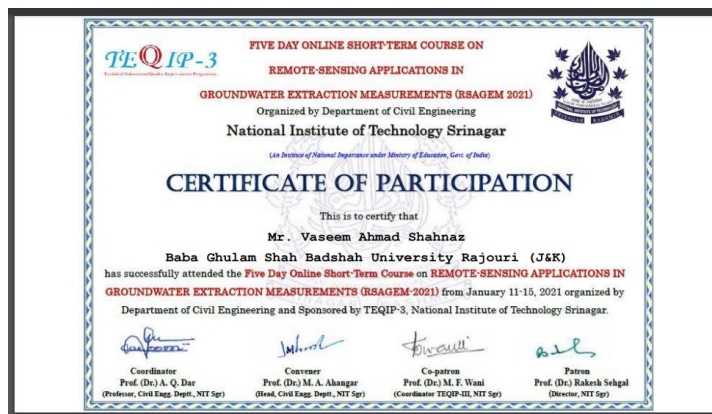 TEQIP-3
Technical Educational Quality Improvement Programme
FIVE DAY ONLINE SHORT-TERM COURSE ON
REMOTE-SENSING APPLICATIONS IN
GROUNDWATER EXTRACTION MEASUREMENTS (RSAGEM 2021)
Organized by Department of Civil Engineering
National Institute of Technology Srinagar
(An Institute of National Importance under Ministry of Education, Govt. of India)
SRINAGAR KASHMIR
CERTIFICATE OF PARTICIPATION
This is to certify that
Mr. Vaseem Ahmad Shahnaz
Baba Ghulam Shah Badshah University Rajouri (J&K)
has successfully attended the Five Day Online Short-Term Course on REMOTE-SENSING APPLICATIONS IN
GROUNDWATER EXTRACTION MEASUREMENTS (RSAGEM-2021) from January 11-15, 2021 organized by
Department of Civil Engineering and Sponsored by TEQIP-3, National Institute of Technology Srinagar.
Coordinator
Prof. (Dr.) A. Q. Dar
(Professor, Civil Engg. Deptt., NIT Sgr)
Convener
Prof. (Dr.) M. A. Ahangar
(Head, Civil Engg. Deptt., NIT Sgr)
Co-patron
Prof. (Dr.) M. F. Wani
(Coordinator TEQIP-III, NIT Sgr)
Patron
Prof. (Dr.) Rakesh Sehgal
(Director, NIT Sgr)